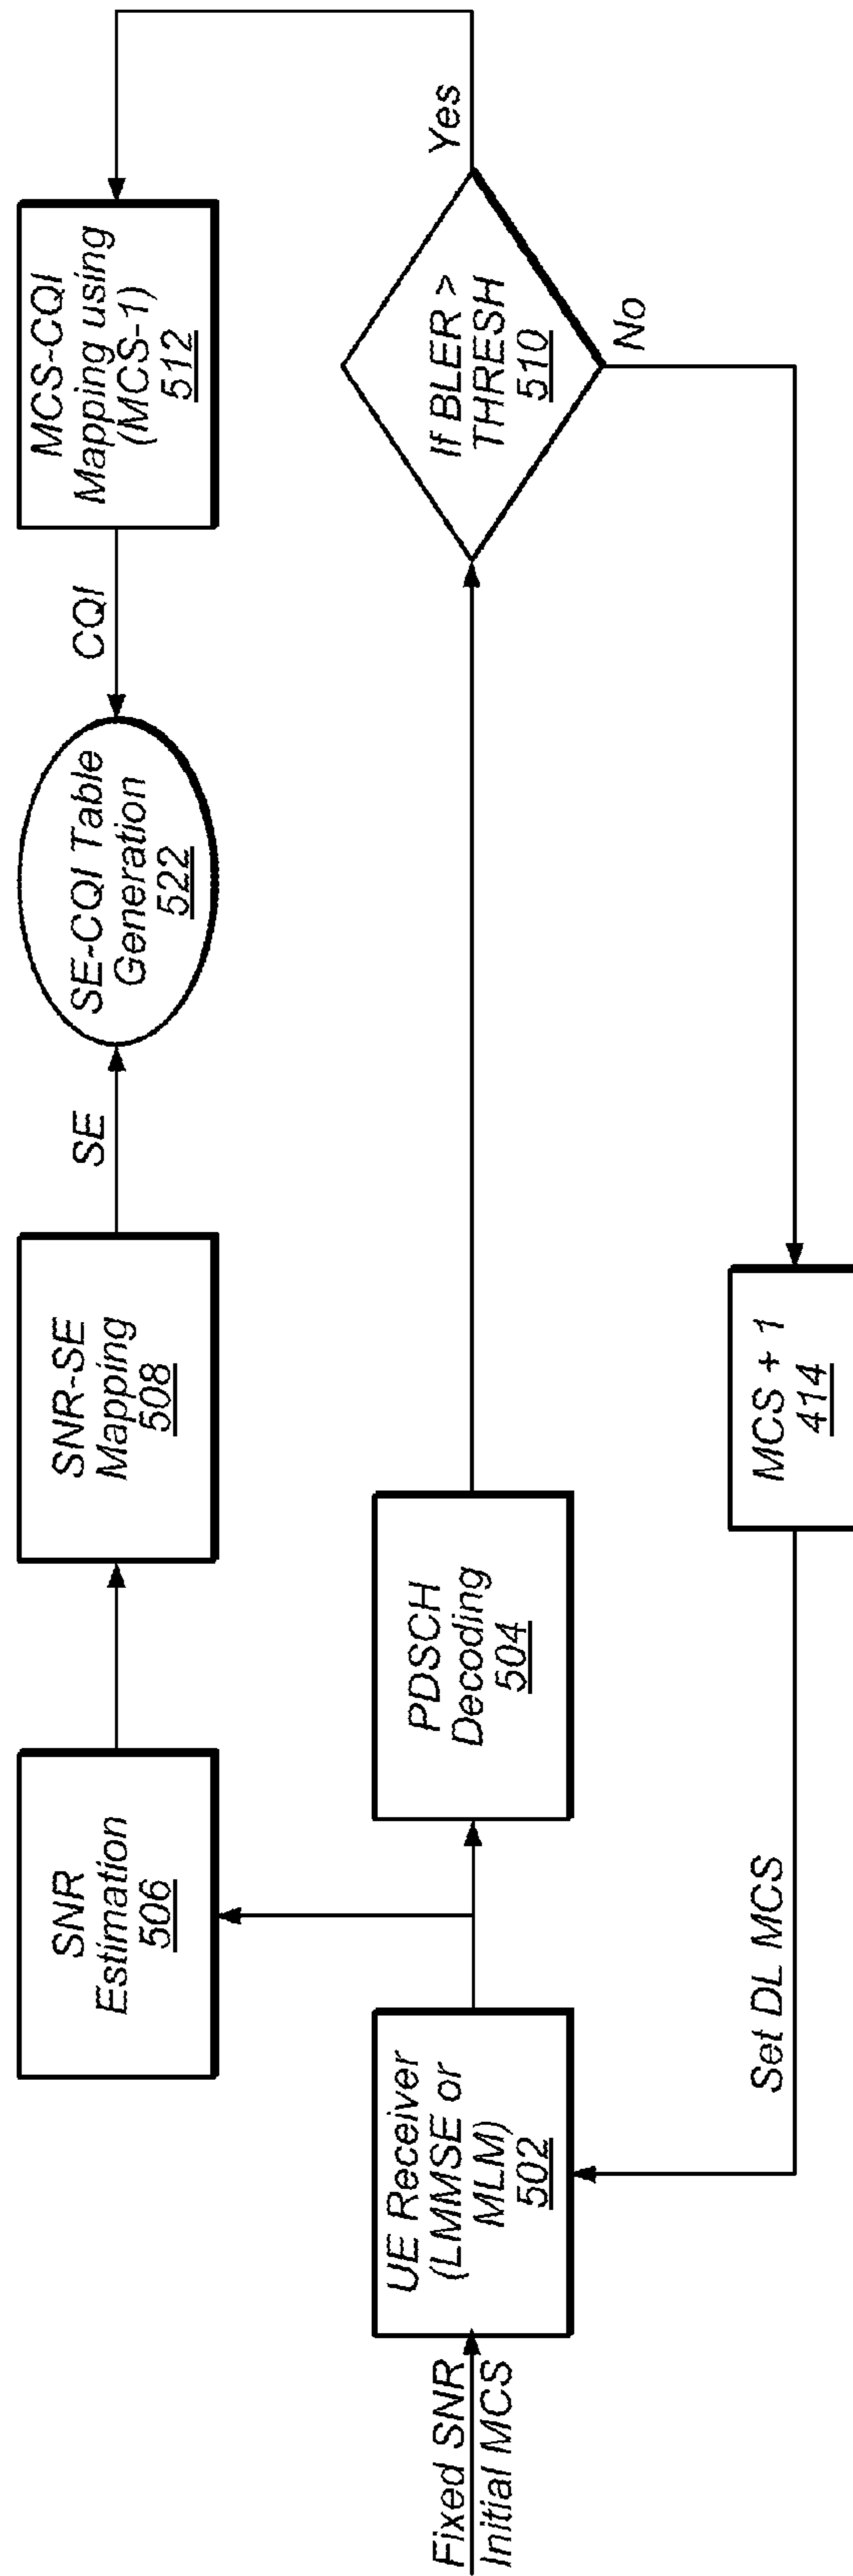 Fixed SNR
Initial MCS
UE Receiver
(LMMSE or
MLM)
502
SNR
Estimation
506
SNR-SE
Mapping
508
SE
SE-CQI Table
Generation
522
CQI
MCS-CQI
Mapping using
(MCS-1)
512
PDSCH
Decoding
504
If BLER >
THRESH
510
Yes
No
MCS + 1
414
Set DL MCS